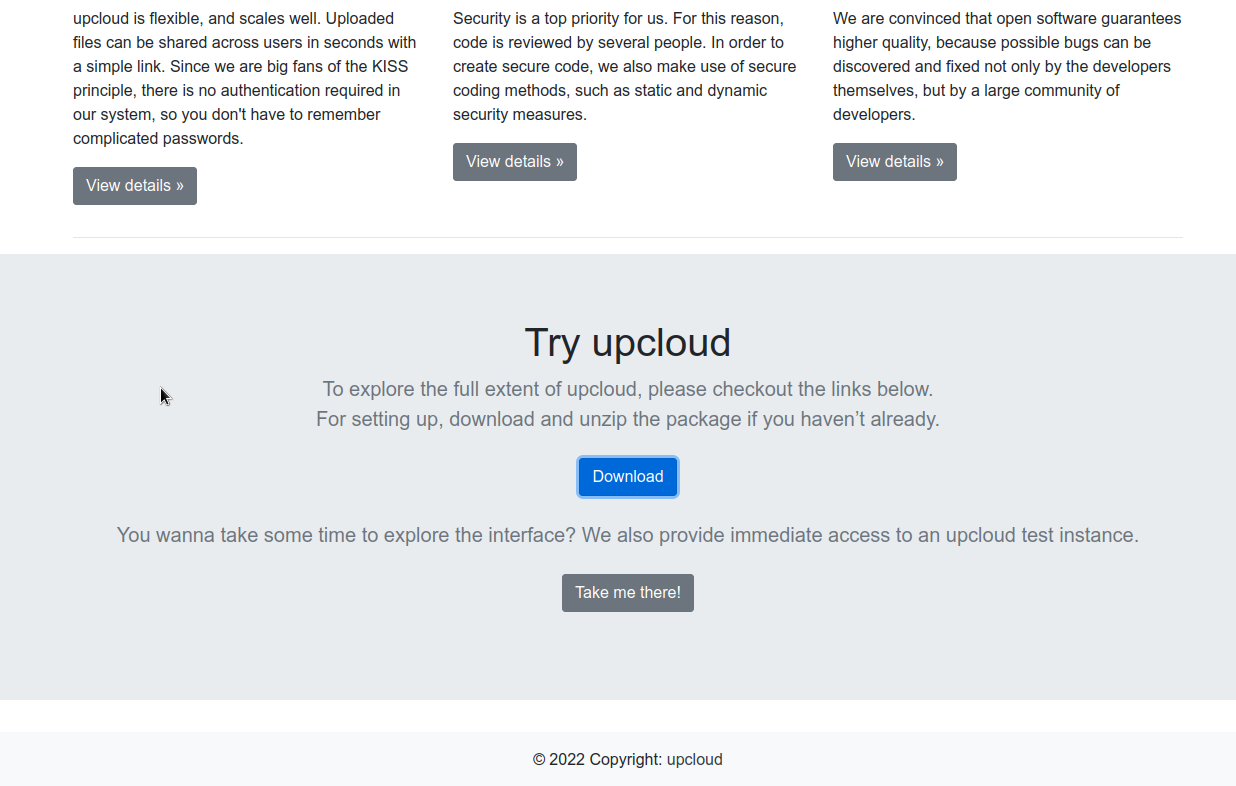 upcloud is flexible, and scales well. Uploaded
files can be shared across users in seconds with
a simple link. Since we are big fans of the KISS
principle, there is no authentication required in
our system, so you don't have to remember
complicated passwords.
View details »
Security is a top priority for us. For this reason,
code is reviewed by several people. In order to
create secure code, we also make use of secure
coding methods, such as static and dynamic
security measures.
View details »
We are convinced that open software guarantees
higher quality, because possible bugs can be
discovered and fixed not only by the developers
themselves, but by a large community of
developers.
View details »
Try upcloud
To explore the full extent of upcloud, please checkout the links below.
For setting up, download and unzip the package if you haven’t already.
Download
You wanna take some time to explore the interface? We also provide immediate access to an upcloud test instance.
Take me there!
© 2022 Copyright: upcloud